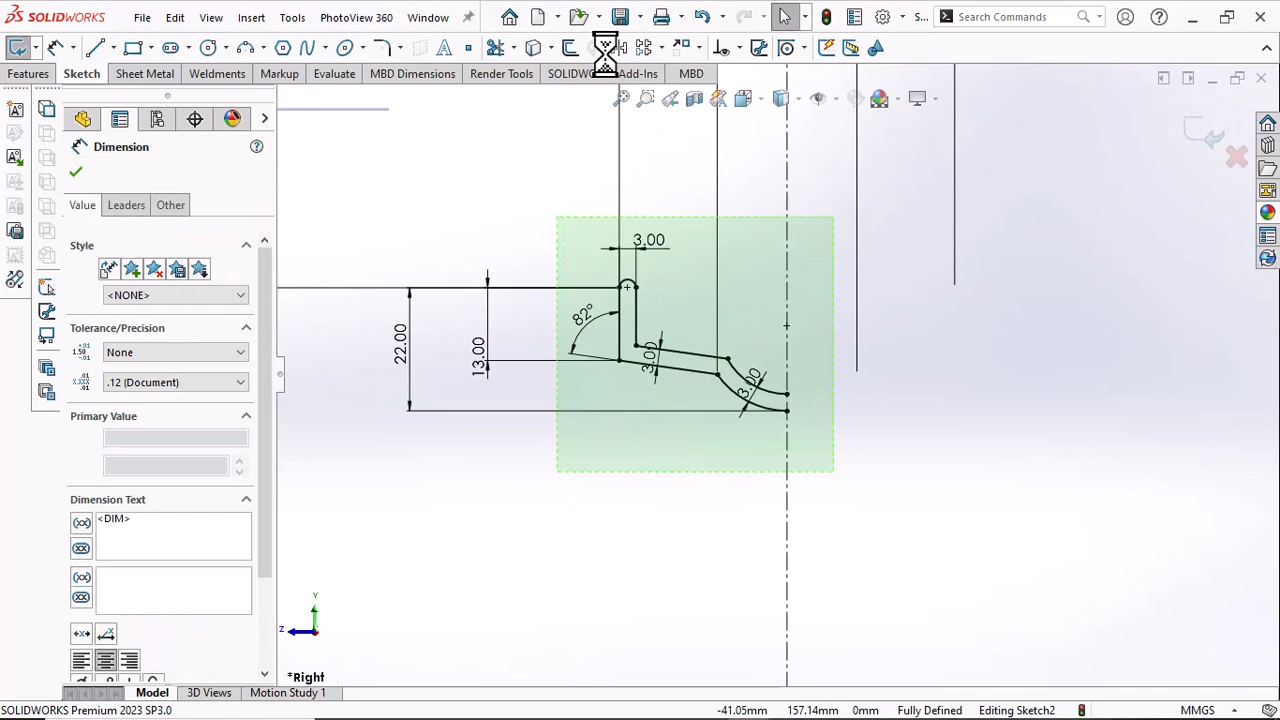 SOLIDWORKS File Edit View Insert Tools PhotoView 360 Window S... Search Commands
Features Sketch Sheet Metal Weldments Markup Evaluate MBD Dimensions Render Tools SOLIDWO Add-Ins MBD
Dimension
Value Leaders Other
Style
<NONE>
Tolerance/Precision
None
.12 (Document)
Primary Value
Dimension Text
<DIM>
3.00
82°
22.00
13.00
3.00
3.00
Y
Z
*Right
Model 3D Views Motion Study 1
SOLIDWORKS Premium 2023 SP3.0 -41.05mm 157.14mm 0mm Fully Defined Editing Sketch2 MMGS